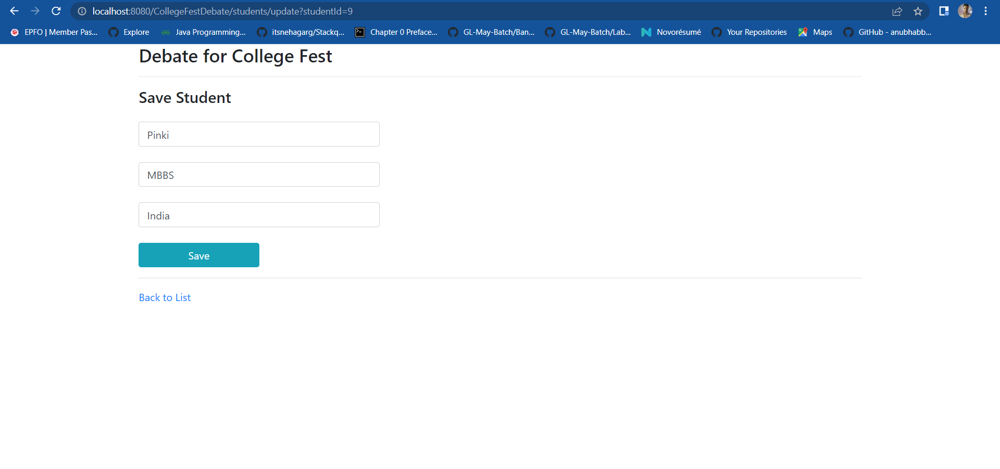 localhost:8080/CollegeFestDebate/students/update?studentId=9
EPFO | Member Pas... Explore Java Programming... itsnehagarg/Stackq... Chapter 0 Preface... GL-May-Batch/Ban... GL-May-Batch/Lab... Novorésumé Your Repositories Maps GitHub - anubhabb...
Debate for College Fest
Save Student
Pinki
MBBS
India
Save
Back to List